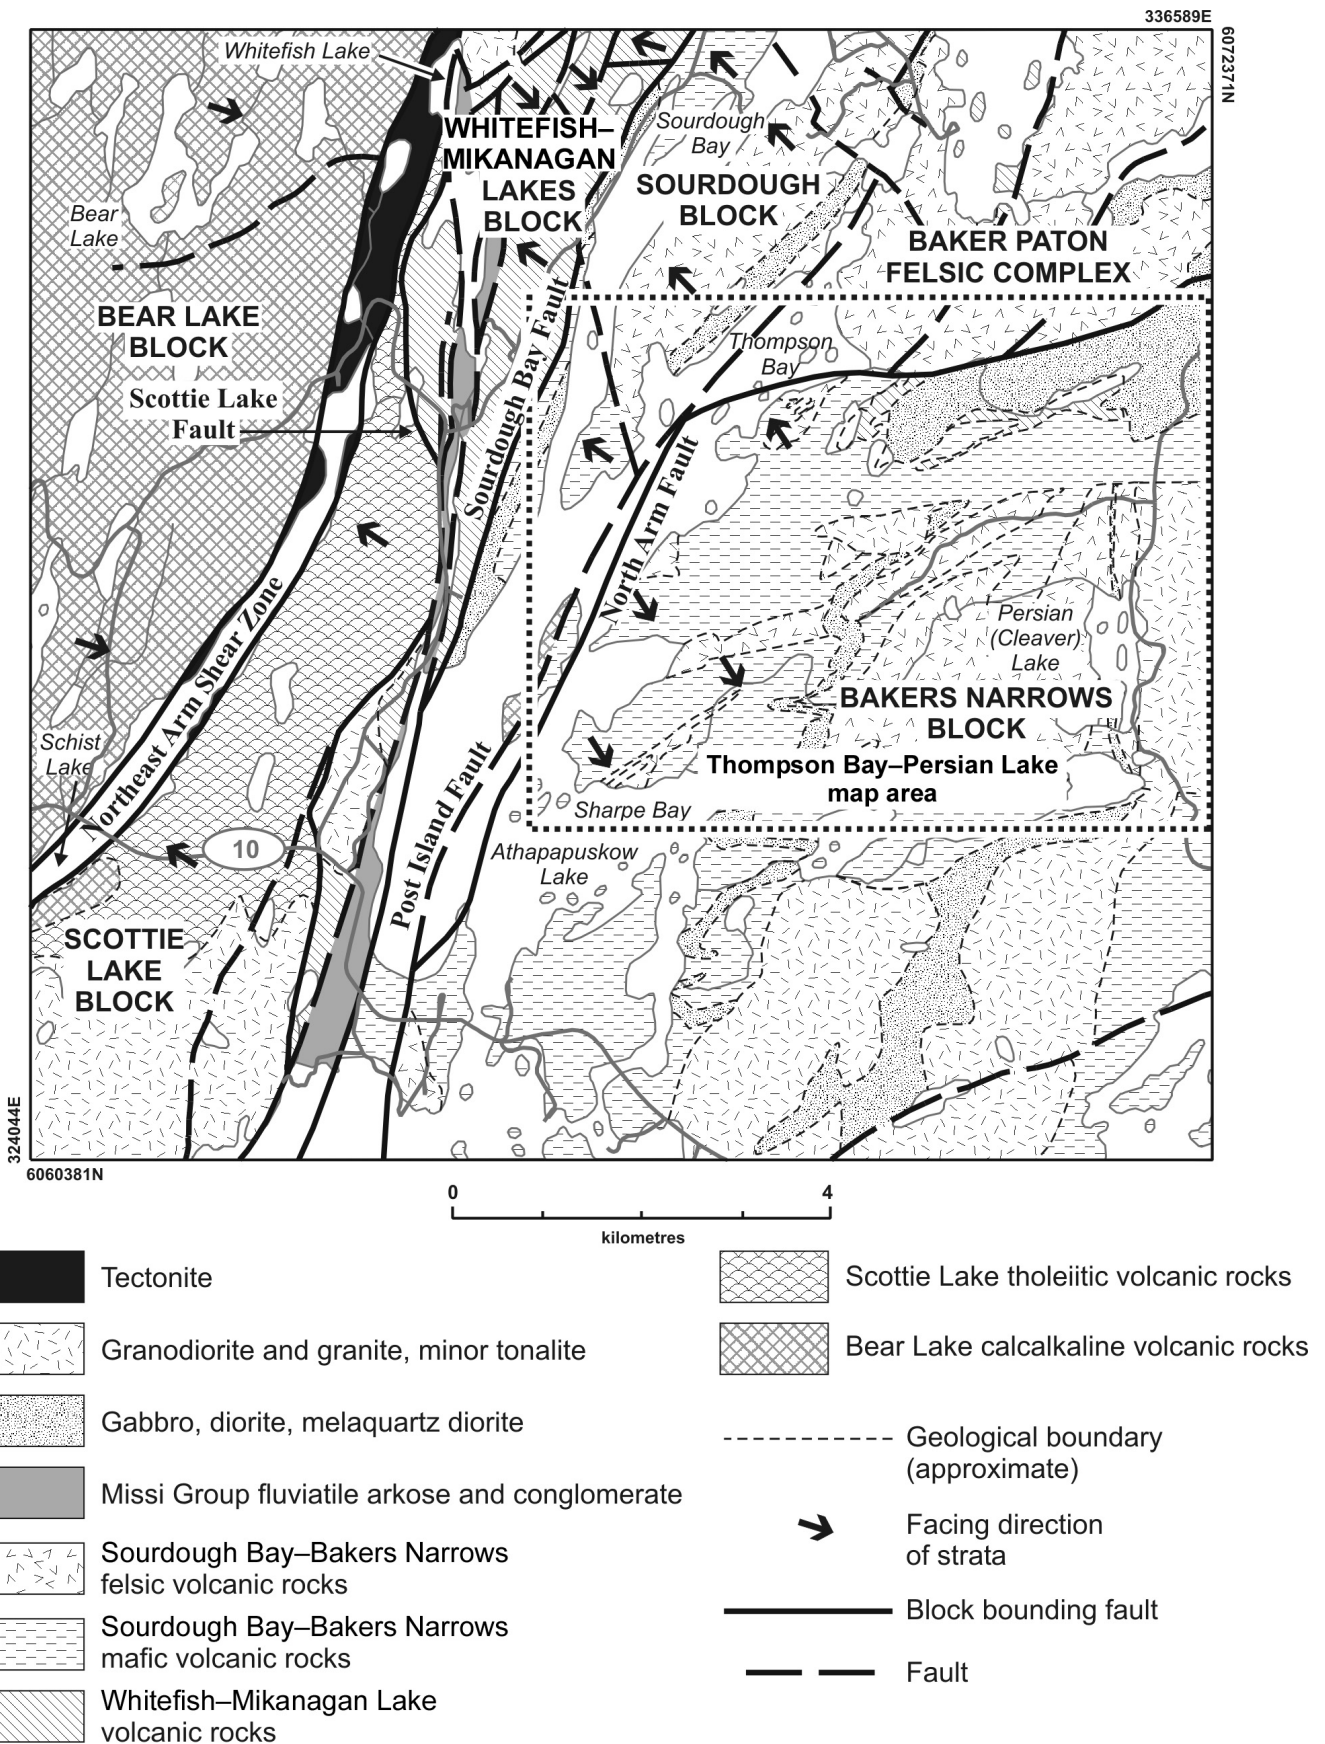 336589E
6072371N
Whitefish Lake
WHITEFISH–
MIKANAGAN
LAKES
BLOCK
Sourdough
Bay
SOURDOUGH
BLOCK
Bear
Lake
BAKER PATON
FELSIC COMPLEX
BEAR LAKE
BLOCK
Scottie Lake
Fault
Sourdough Bay Fault
Thompson
Bay
North Arm Fault
Northeast Arm Shear Zone
Persian
(Cleaver)
Lake
BAKERS NARROWS
BLOCK
Thompson Bay–Persian Lake
map area
Schist
Lake
Post Island Fault
Sharpe Bay
10
Athapapuskow
Lake
SCOTTIE
LAKE
BLOCK
324044E
6060381N
0 4
kilometres
Tectonite
Granodiorite and granite, minor tonalite
Gabbro, diorite, melaquartz diorite
Missi Group fluviatile arkose and conglomerate
Sourdough Bay–Bakers Narrows
felsic volcanic rocks
Sourdough Bay–Bakers Narrows
mafic volcanic rocks
Whitefish–Mikanagan Lake
volcanic rocks
Scottie Lake tholeiitic volcanic rocks
Bear Lake calcalkaline volcanic rocks
Geological boundary
(approximate)
Facing direction
of strata
Block bounding fault
Fault